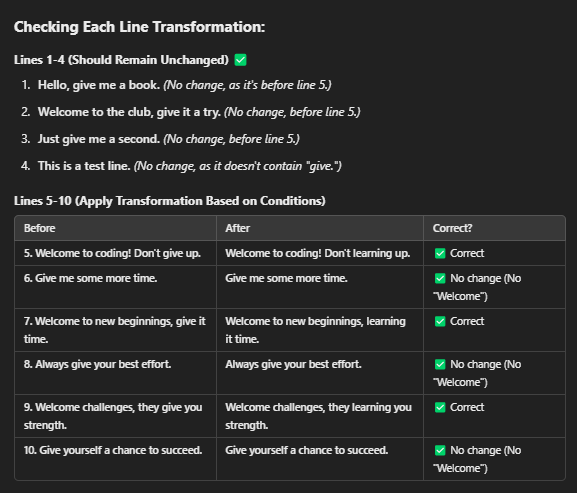 Checking Each Line Transformation:
Lines 1-4 (Should Remain Unchanged) ✅
1. Hello, give me a book. (No change, as it's before line 5.)
2. Welcome to the club, give it a try. (No change, before line 5.)
3. Just give me a second. (No change, before line 5.)
4. This is a test line. (No change, as it doesn't contain "give.")
Lines 5-10 (Apply Transformation Based on Conditions)
Before After Correct?
5. Welcome to coding! Don't give up. Welcome to coding! Don't learning up. ✅ Correct
6. Give me some more time. Give me some more time. ✅ No change (No
"Welcome")
7. Welcome to new beginnings, give it Welcome to new beginnings, learning ✅ Correct
time. it time.
8. Always give your best effort. Always give your best effort. ✅ No change (No
"Welcome")
9. Welcome challenges, they give you Welcome challenges, they learning you ✅ Correct
strength. strength.
10. Give yourself a chance to succeed. Give yourself a chance to succeed. ✅ No change (No
"Welcome")